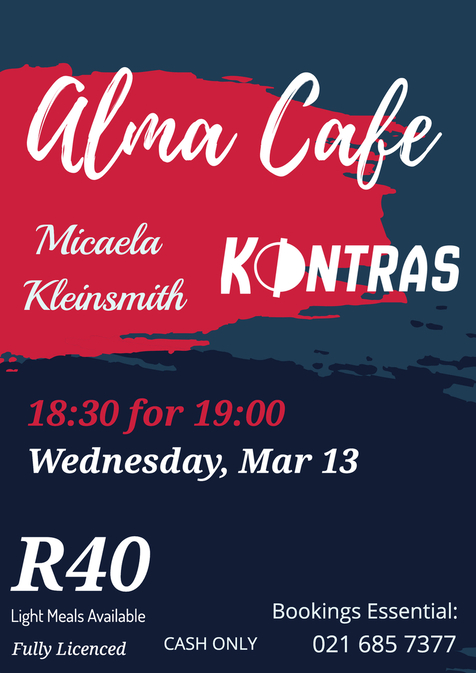 Alma Cafe
Micaela
Kleinsmith
KONTRAS
18:30 for 19:00
Wednesday, Mar 13
R40
Light Meals Available
Fully Licenced
CASH ONLY
Bookings Essential:
021 685 7377